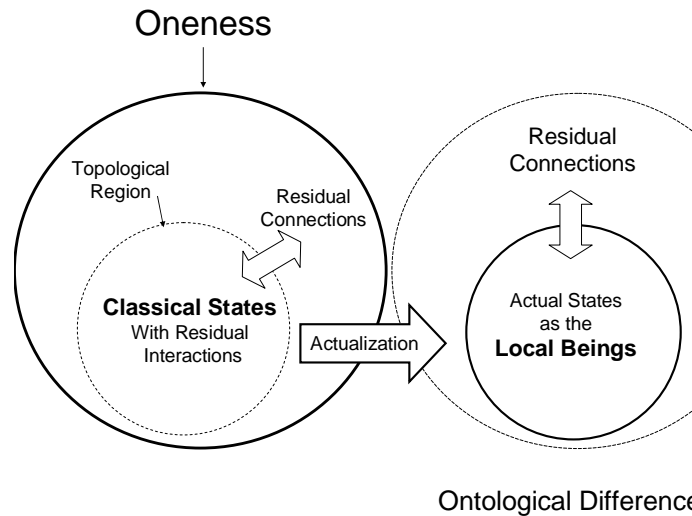 Oneness
Topological
Region
Residual
Connections
Classical States
With Residual
Interactions
Actualization
Residual
Connections
Actual States
as the
Local Beings
Ontological Difference